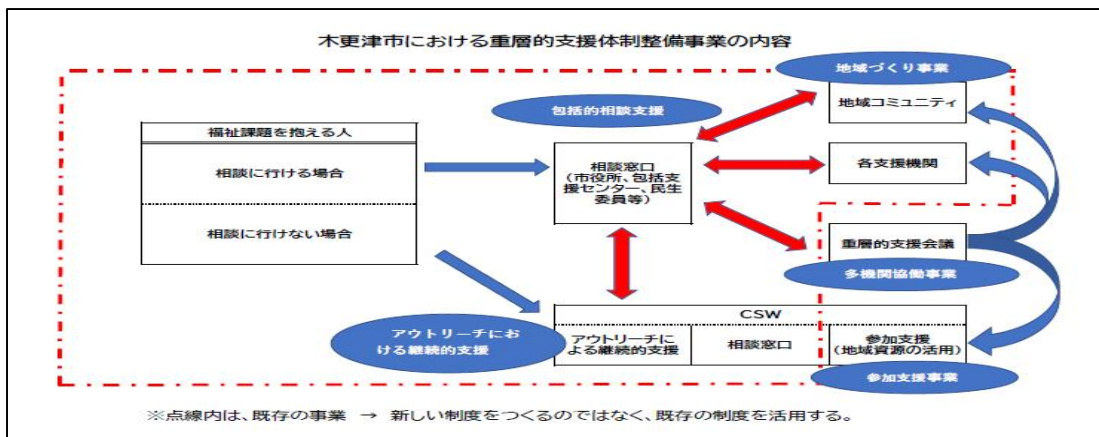 木更津市における重層的支援体制整備事業の内容
地域づくり事業
地域コミュニティ
包括的相談支援
福祉課題を抱える人
相談に行ける場合
相談窓口
（市役所、包括支
援センター、民生
委員等）
各支援機関
相談に行けない場合
重層的支援会議
多機関協働事業
CSW
アウトリーチにお
ける継続的支援
アウトリーチに
よる継続的支援
相談窓口
参加支援
（地域資源の活用）
参加支援事業
※点線内は、既存の事業 → 新しい制度をつくるのではなく、既存の制度を活用する。